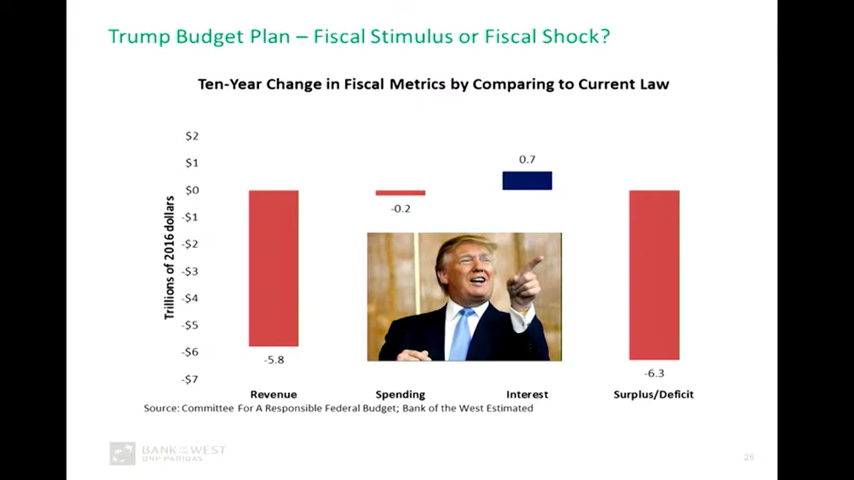 Trump Budget Plan – Fiscal Stimulus or Fiscal Shock?
Ten-Year Change in Fiscal Metrics by Comparing to Current Law
Trillions of 2016 dollars
$2
$1
$0
-$1
-$2
-$3
-$4
-$5
-$6
-$7
-5.8
-0.2
0.7
-6.3
Revenue Spending Interest Surplus/Deficit
Source: Committee For A Responsible Federal Budget; Bank of the West Estimated
BANK OF THE WEST
BNP PARIBAS
25